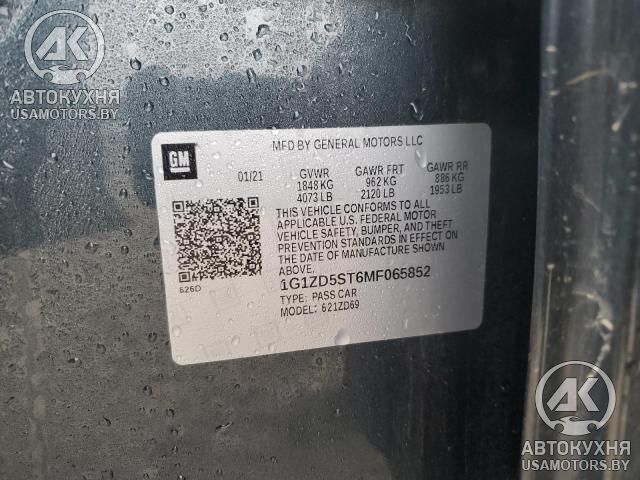 AK
АВТОКУХНЯ
USAMOTORS.BY
MFD BY GENERAL MOTORS LLC
GM
01/21
GVWR GAWR FRT GAWR RR
1848 KG 962 KG 886 KG
4073 LB 2120 LB 1953 LB
THIS VEHICLE CONFORMS TO ALL
APPLICABLE U.S. FEDERAL MOTOR
VEHICLE SAFETY, BUMPER, AND THEFT
PREVENTION STANDARDS IN EFFECT ON
THE DATE OF MANUFACTURE SHOWN
ABOVE.
626D
1G1ZD5ST6MF065852
TYPE: PASS CAR
MODEL: 621ZD69
AK
АВТОКУХНЯ
USAMOTORS.BY